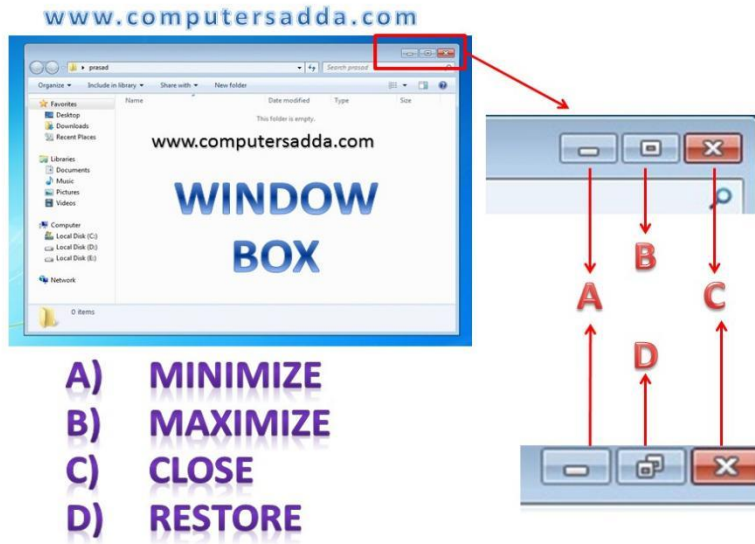 www.computersadda.com
prasad
Search prasad
Organize Include in library Share with New folder
Favorites
Desktop
Downloads
Recent Places
Libraries
Documents
Music
Pictures
Videos
Computer
Local Disk (C:)
Local Disk (D:)
Local Disk (E:)
Network
Name Date modified Type Size
This folder is empty.
www.computersadda.com
WINDOW
BOX
0 items
B
A C
D
A) MINIMIZE
B) MAXIMIZE
C) CLOSE
D) RESTORE